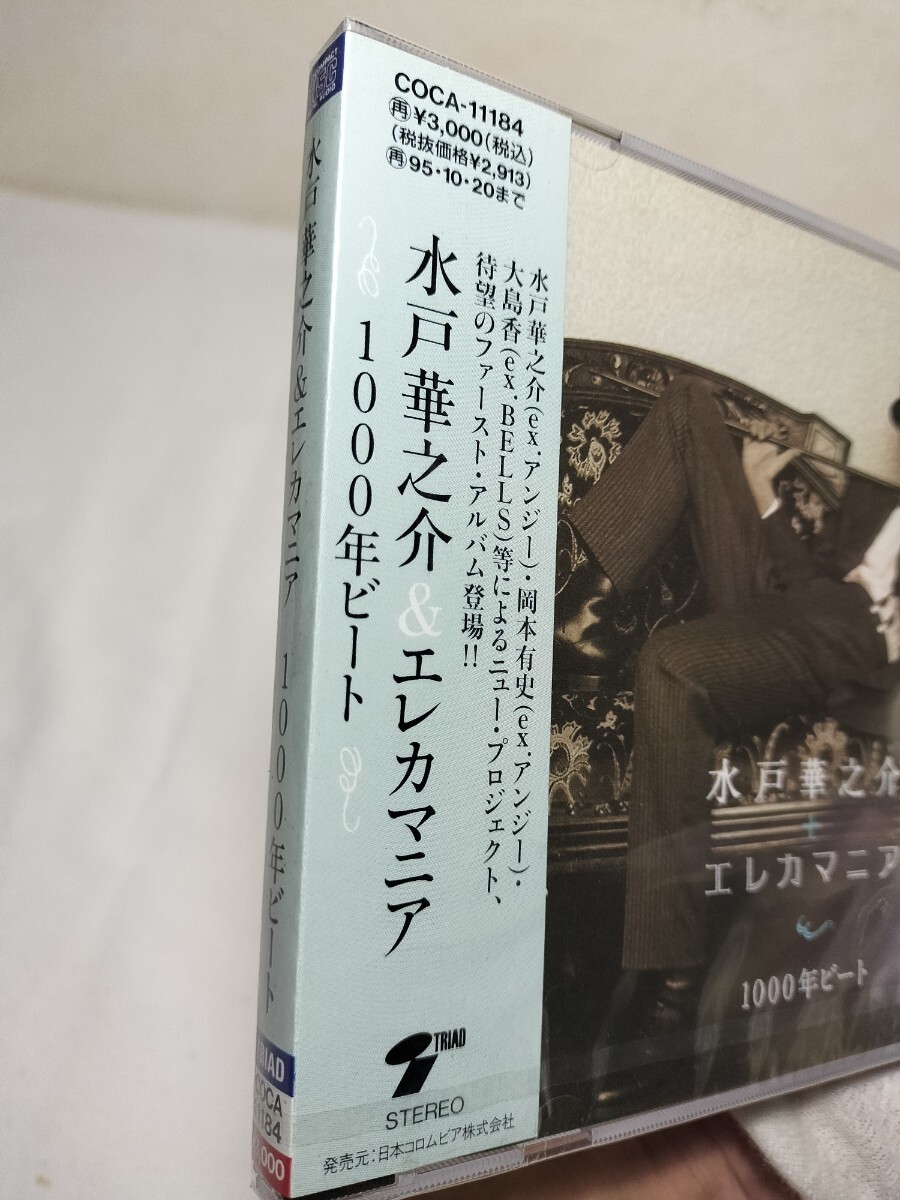 COCA-11184
再¥3,000(税込)
(税抜価格¥2,913)
再95・10・20まで
水戸華之介(ex.アンジー)・岡本有史(ex.アンジー)・
大島香(ex.BELLS)等によるニュー・プロジェクト、
待望のファースト・アルバム登場!!
水戸華之介&エレカマニア
1000年ビート
TRIAD
STEREO
発売元:日本コロムビア株式会社
水戸華之介&エレカマニア 1000年ビート
TRIAD
COCA
水戸華之介
+
エレカマニア
1000年ビート